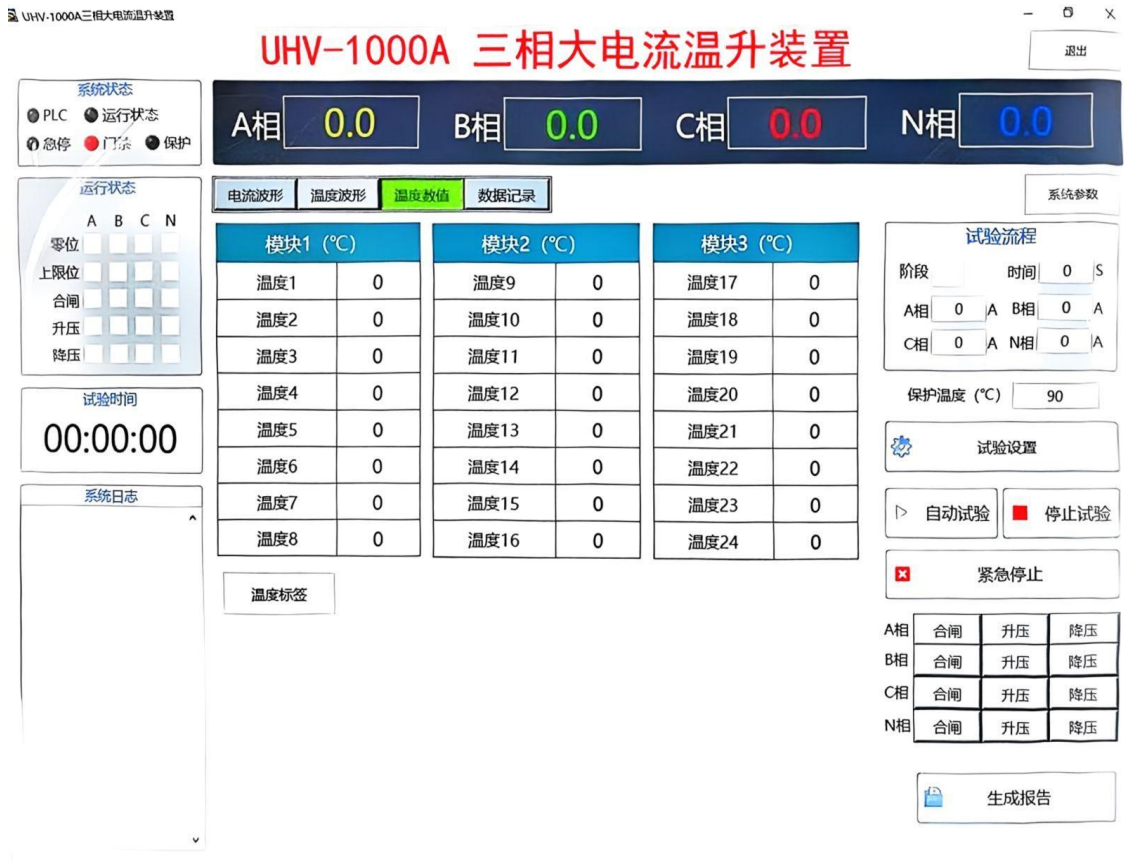 UHV-1000A三相大电流温升装置
UHV-1000A 三相大电流温升装置
退出
系统状态
PLC 运行状态
急停 门禁 保护
A相 0.0 B相 0.0 C相 0.0 N相 0.0
运行状态
A B C N
零位
上限位
合闸
升压
降压
试验时间
00:00:00
系统日志
电流波形 温度波形 温度数值 数据记录
系统参数
模块1（℃） 模块2（℃） 模块3（℃）
温度1 0 温度9 0 温度17 0
温度2 0 温度10 0 温度18 0
温度3 0 温度11 0 温度19 0
温度4 0 温度12 0 温度20 0
温度5 0 温度13 0 温度21 0
温度6 0 温度14 0 温度22 0
温度7 0 温度15 0 温度23 0
温度8 0 温度16 0 温度24 0
温度标签
试验流程
阶段 时间 0 S
A相 0 A B相 0 A
C相 0 A N相 0 A
保护温度（℃） 90
试验设置
自动试验 停止试验
紧急停止
A相 合闸 升压 降压
B相 合闸 升压 降压
C相 合闸 升压 降压
N相 合闸 升压 降压
生成报告